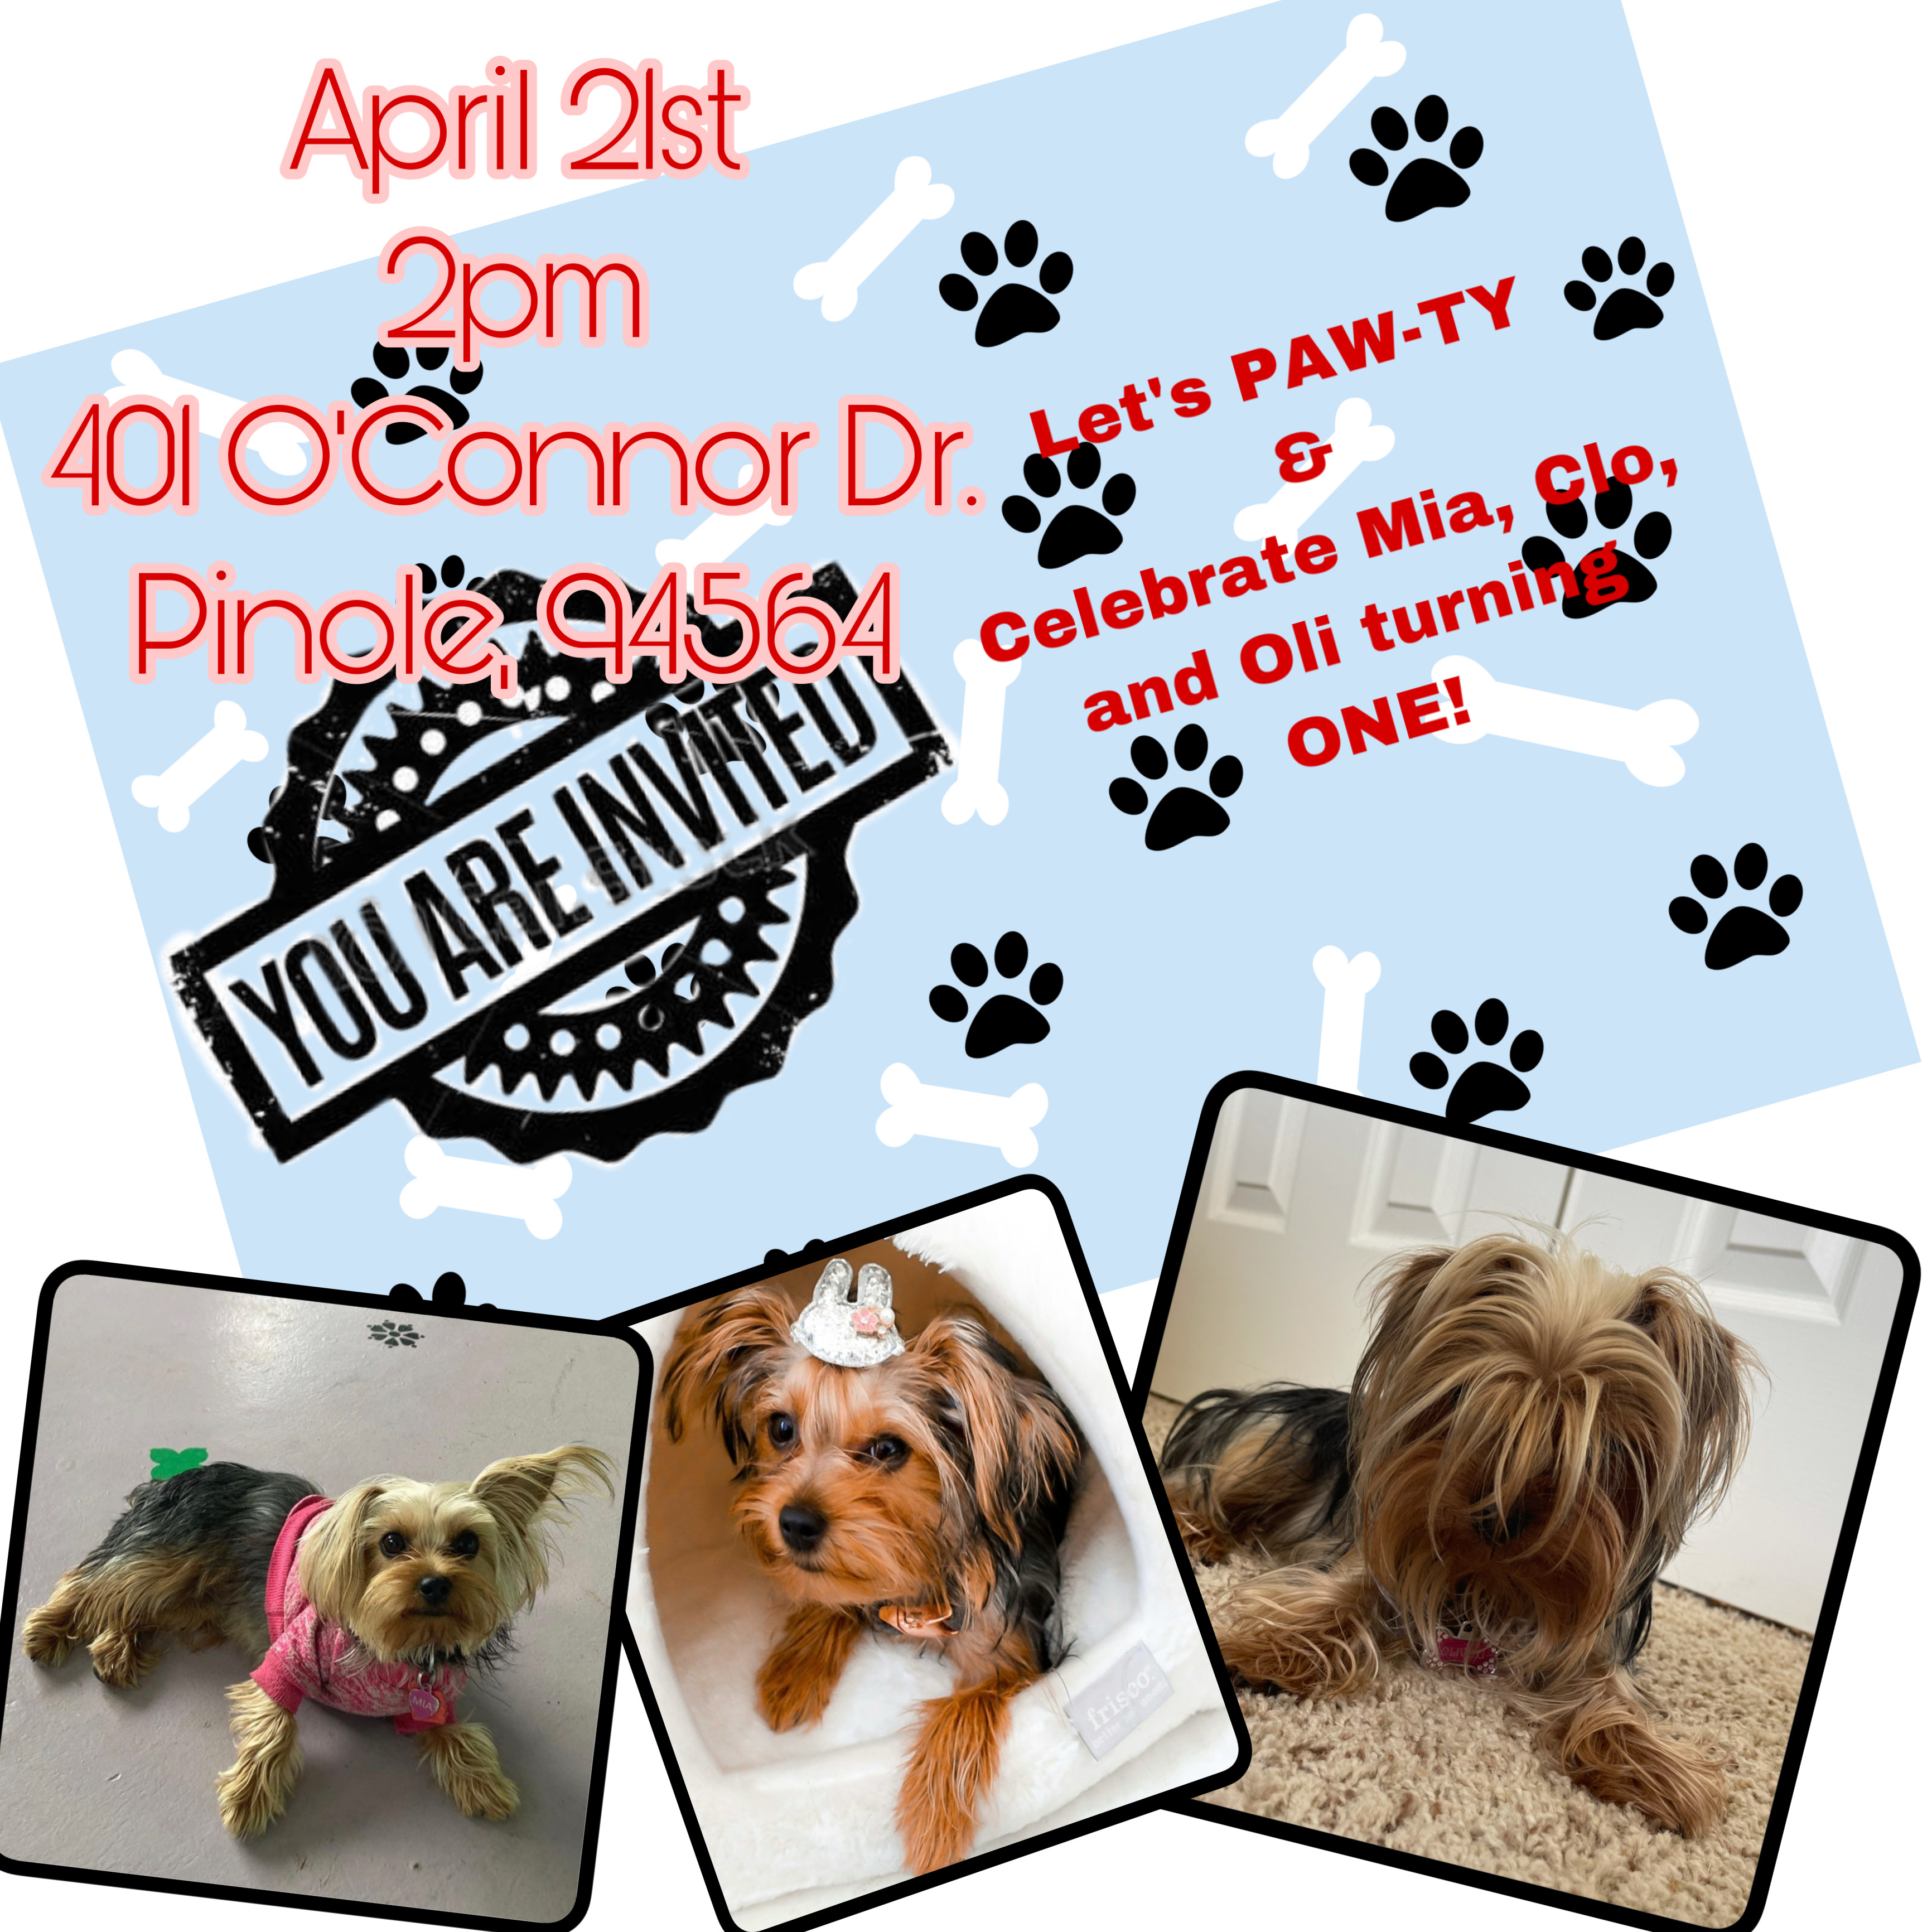 April 21st
2pm
401 O'Connor Dr.
Pinole, 94564
Let's PAW-TY
&
Celebrate Mia, Clo,
and Oli turning
ONE!
YOU ARE INVITED
MIA
frisco.